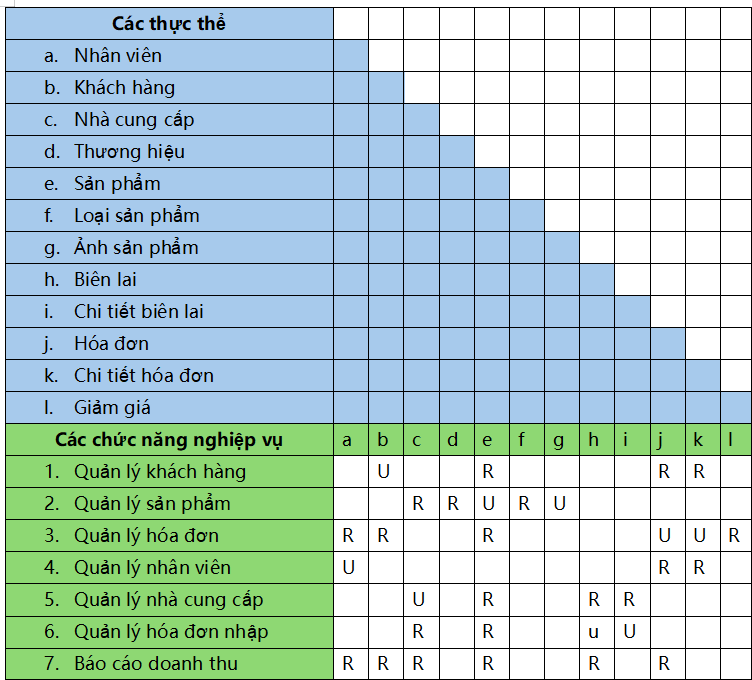 Các thực thể
a. Nhân viên
b. Khách hàng
c. Nhà cung cấp
d. Thương hiệu
e. Sản phẩm
f. Loại sản phẩm
g. Ảnh sản phẩm
h. Biên lai
i. Chi tiết biên lai
j. Hóa đơn
k. Chi tiết hóa đơn
l. Giảm giá
Các chức năng nghiệp vụ a b c d e f g h i j k l
1. Quản lý khách hàng U R R R
2. Quản lý sản phẩm R R U R U
3. Quản lý hóa đơn R R R U U R
4. Quản lý nhân viên U R R
5. Quản lý nhà cung cấp U R R R
6. Quản lý hóa đơn nhập R R u U
7. Báo cáo doanh thu R R R R R R